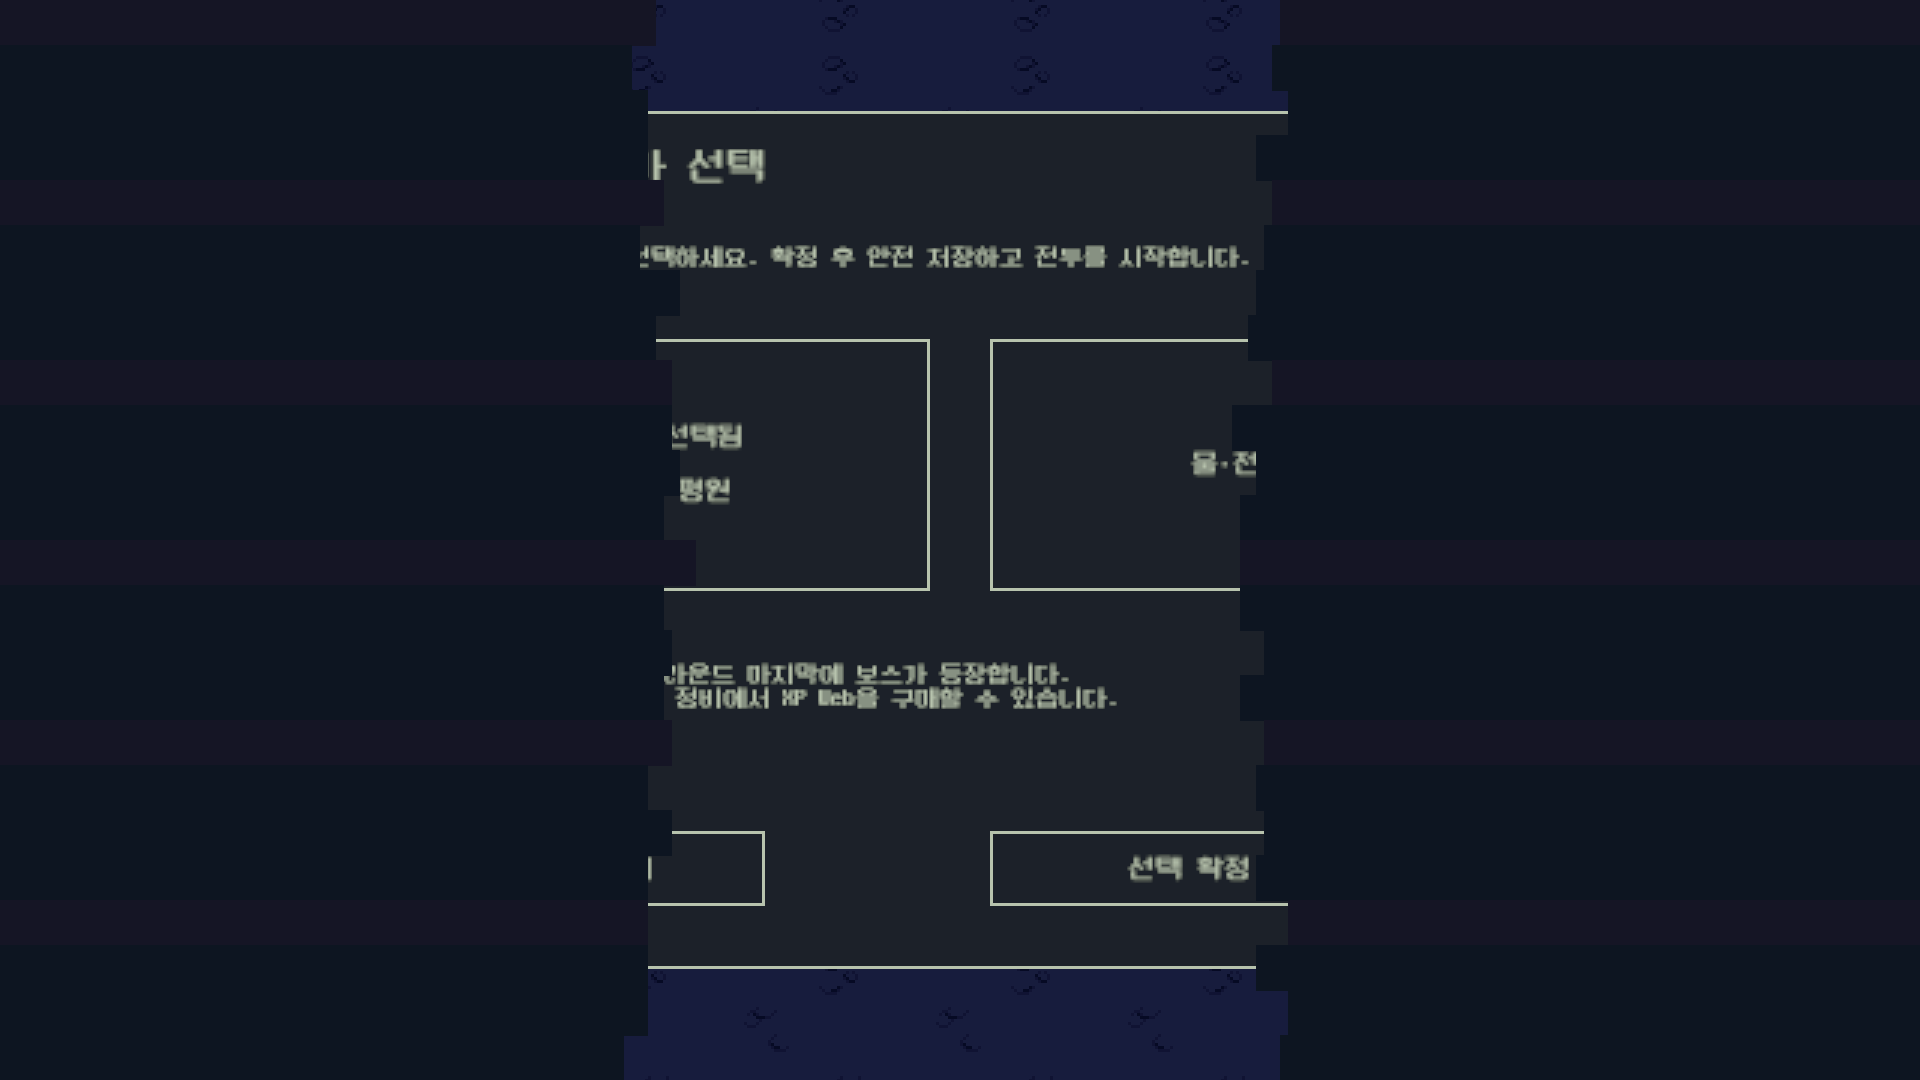 선택
선택하세요. 확정 후 안전 저장하고 전투를 시작합니다.
선택됨
평원
물·전
라운드 마지막에 보스가 등장합니다.
정비에서 XP Web을 구매할 수 있습니다.
선택 확정